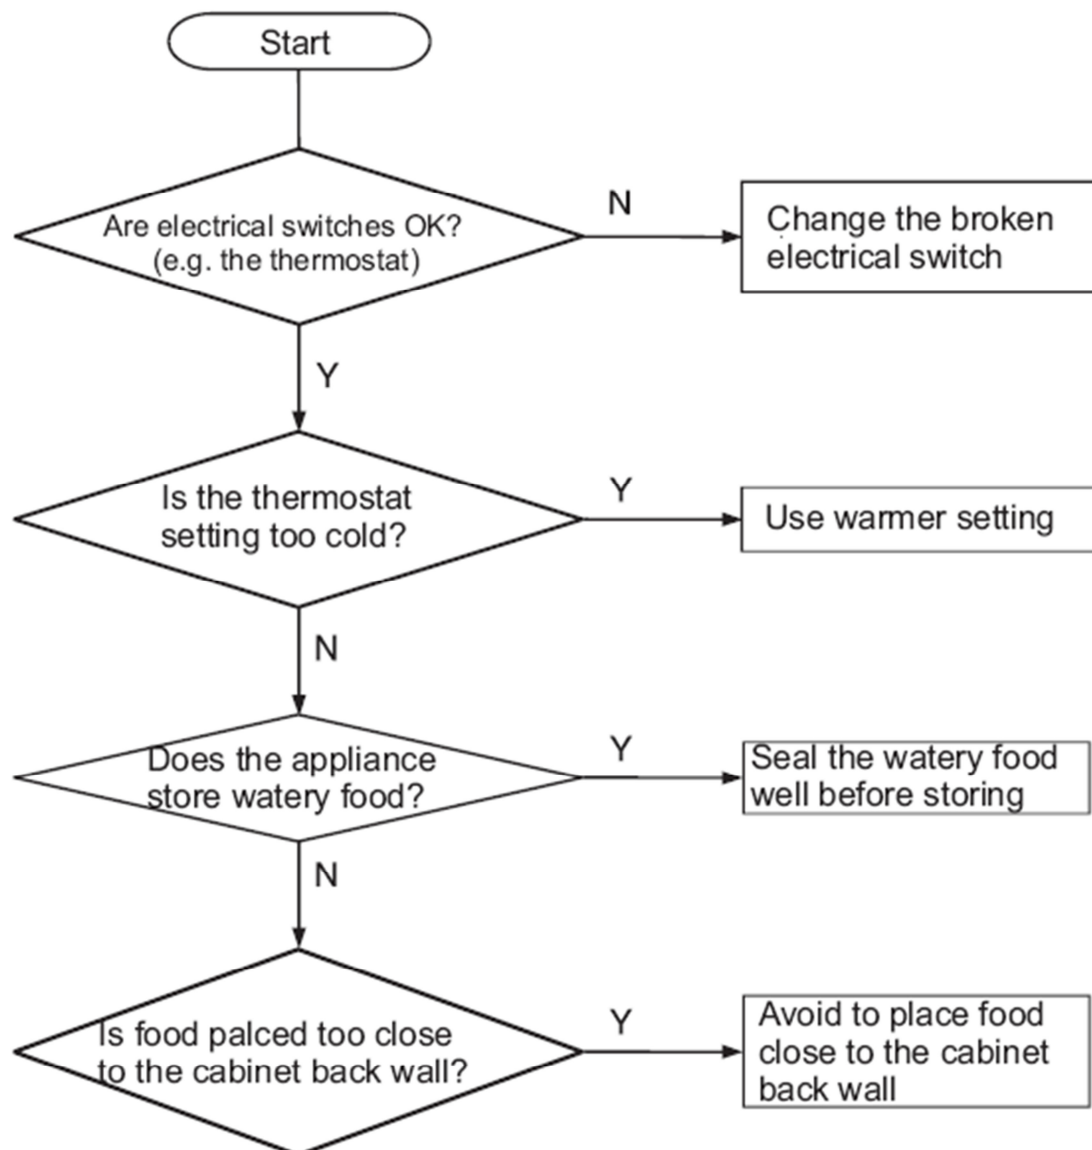 Start
Are electrical switches OK?
(e.g. the thermostat)
N
Change the broken
electrical switch
Y
Is the thermostat
setting too cold?
Y
Use warmer setting
N
Does the appliance
store watery food?
Y
Seal the watery food
well before storing
N
Is food palced too close
to the cabinet back wall?
Y
Avoid to place food
close to the cabinet
back wall